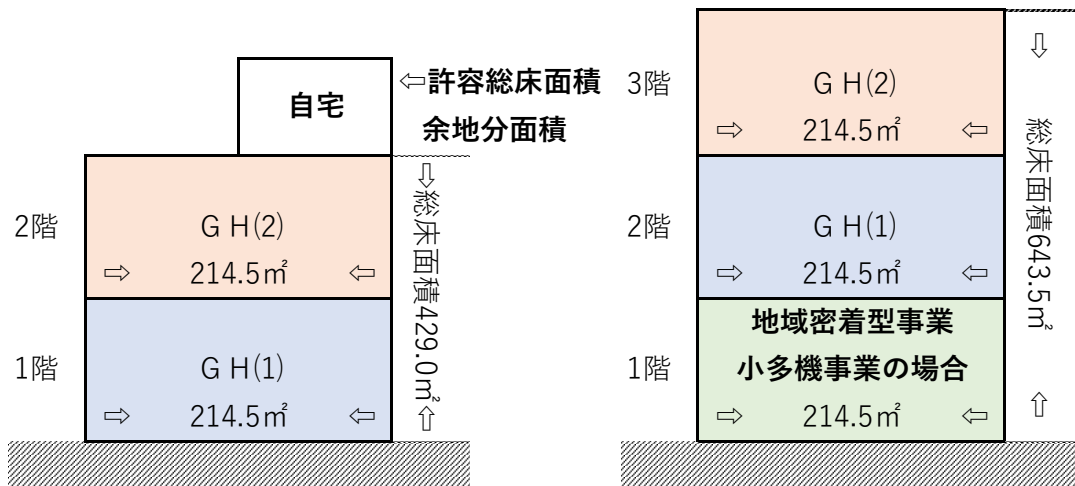 自宅
⇦許容総床面積
余地分面積
2階
ＧＨ(2)
⇨ 214.5㎡ ⇦
1階
ＧＨ(1)
⇨ 214.5㎡ ⇦
⇦総床面積429.0㎡⇨
3階
ＧＨ(2)
⇨ 214.5㎡ ⇦
2階
ＧＨ(1)
⇨ 214.5㎡ ⇦
1階
地域密着型事業
小多機事業の場合
⇨ 214.5㎡ ⇦
⇨ 総床面積643.5㎡ ⇦